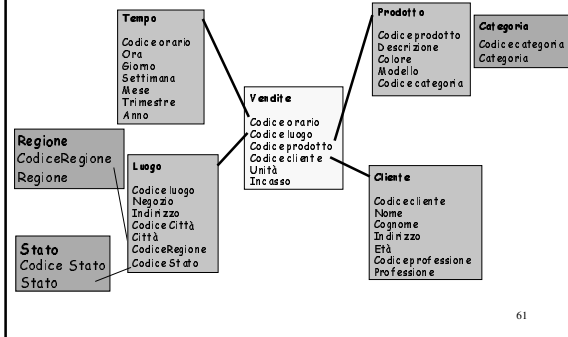 Tempo
Codice orario
Ora
Giorno
Settimana
Mese
Trimestre
Anno
Prodotto
Codice prodotto
Descrizione
Colore
Modello
Codice categoria
Categoria
Codice categoria
Categoria
Vendite
Codice orario
Codice luogo
Codice prodotto
Codice cliente
Unità
Incasso
Regione
CodiceRegione
Regione
Luogo
Codice luogo
Negozio
Indirizzo
Codice Città
Città
CodiceRegione
Codice Stato
Stato
Codice Stato
Stato
Cliente
Codice cliente
Nome
Cognome
Indirizzo
Età
Codice professione
Professione
61